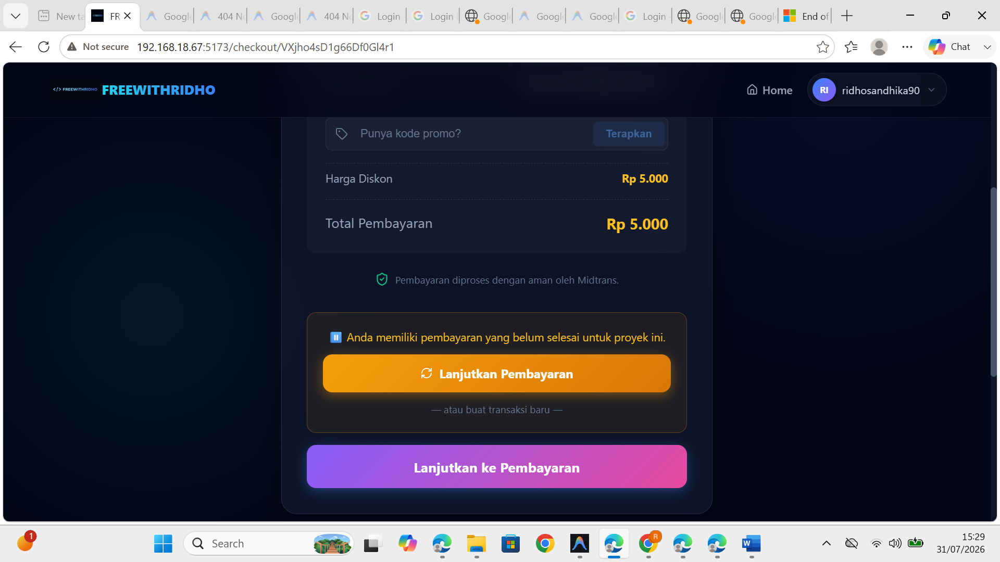 New ta
FR
Google
404 No
Google
404 No
Login -
Login
Google
Google
Google
Login -
Google
Google
End of
Not secure
192.168.18.67:5173/checkout/VXjho4sD1g66Df0Gl4r1
Chat
</> FREEWITHRIDHO
FREEWITHRIDHO
Home
RI
ridhosandhika90
Punya kode promo?
Terapkan
Harga Diskon
Rp 5.000
Total Pembayaran
Rp 5.000
Pembayaran diproses dengan aman oleh Midtrans.
Anda memiliki pembayaran yang belum selesai untuk proyek ini.
Lanjutkan Pembayaran
— atau buat transaksi baru —
Lanjutkan ke Pembayaran
1
Search
R
W
15:29
31/07/2026